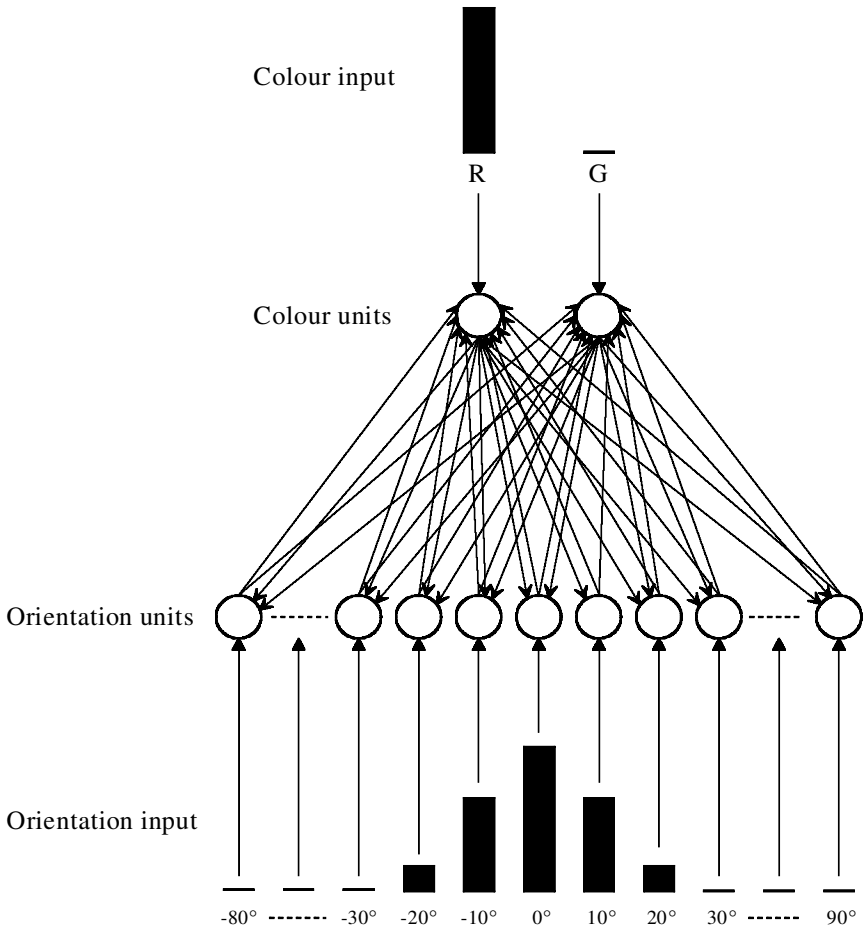 Colour input
R G
Colour units
Orientation units
Orientation input
-80° -30° -20° -10° 0° 10° 20° 30° 90°